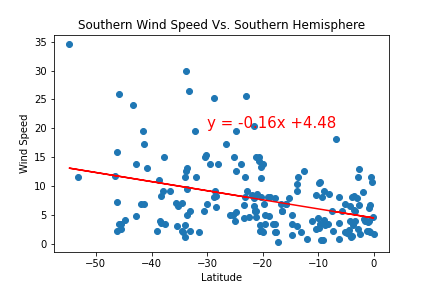 Southern Wind Speed Vs. Southern Hemisphere
35
30
25
20
15
10
5
0
Wind Speed
y = -0.16x +4.48
−50 −40 −30 −20 −10 0
Latitude